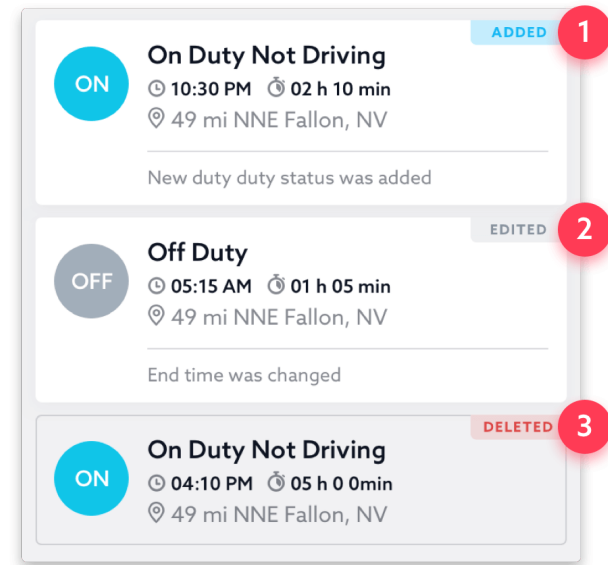 ADDED
1
ON
On Duty Not Driving
10:30 PM 02 h 10 min
49 mi NNE Fallon, NV
New duty duty status was added
EDITED
2
OFF
Off Duty
05:15 AM 01 h 05 min
49 mi NNE Fallon, NV
End time was changed
DELETED
3
ON
On Duty Not Driving
04:10 PM 05 h 0 0min
49 mi NNE Fallon, NV